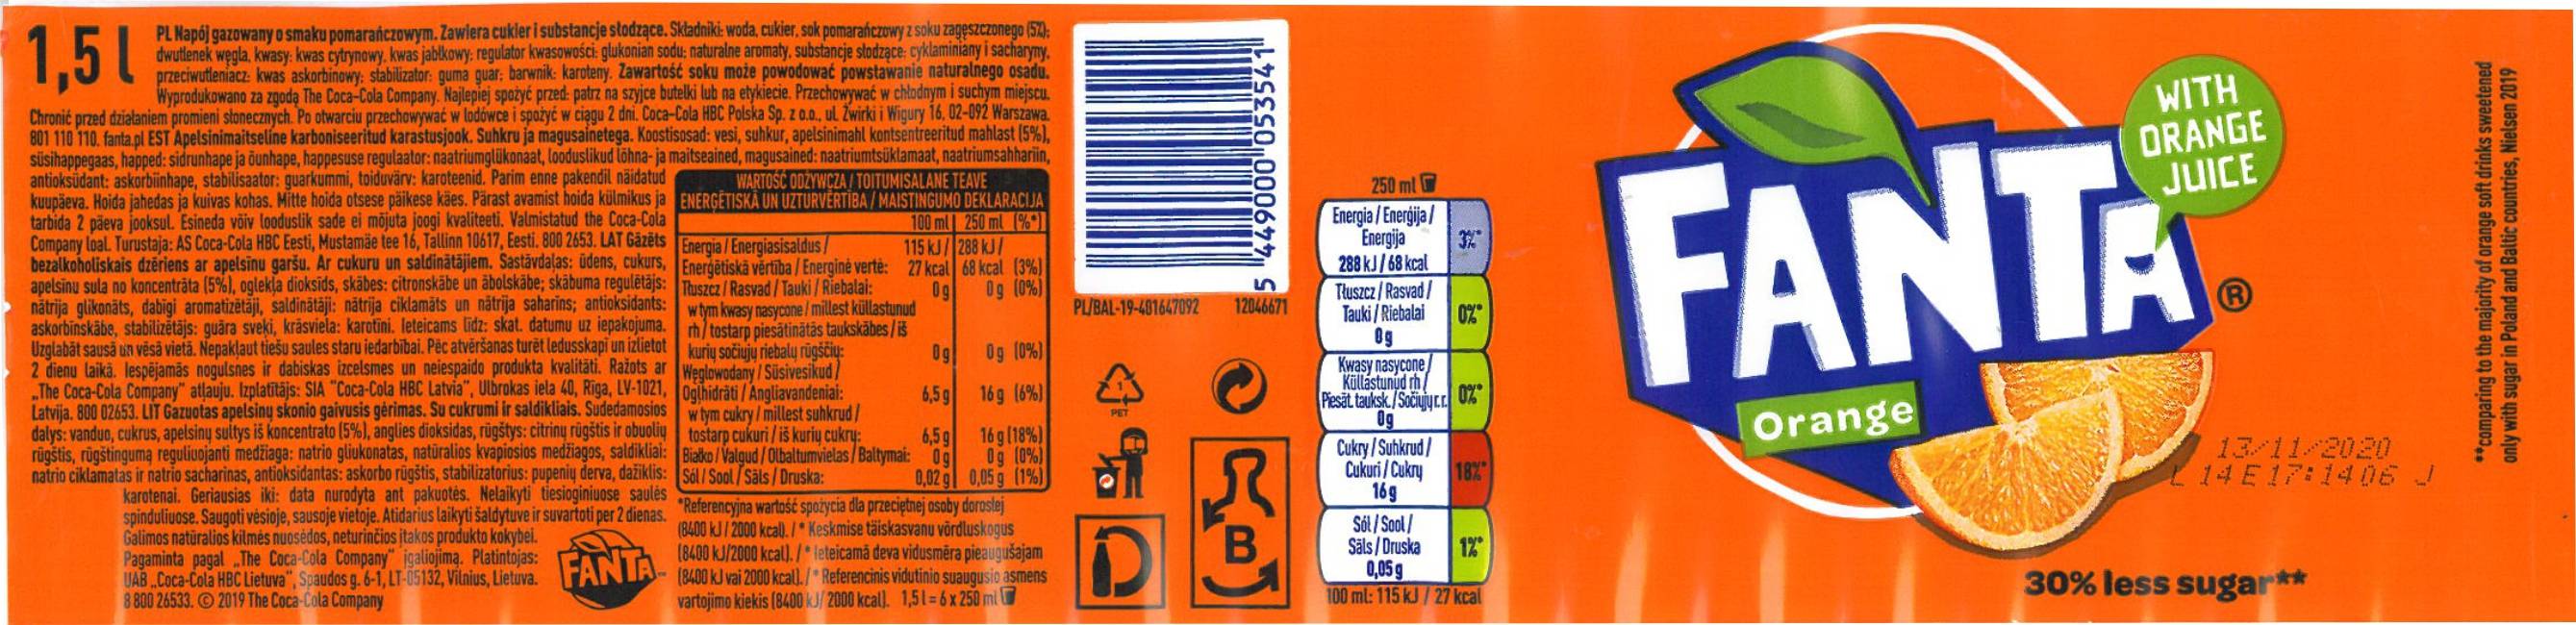 1,5 l
PL Napój gazowany o smaku pomarańczowym. Zawiera cukier i substancje słodzące. Składniki: woda, cukier, sok pomarańczowy z soku zagęszczonego (5%);
dwutlenek węgla, kwasy: kwas cytrynowy, kwas jabłkowy; regulator kwasowości: glukonian sodu; naturalne aromaty, substancje słodzące: cyklaminiany i sacharyny,
przeciwutleniacz: kwas askorbinowy; stabilizator: guma guar; barwnik: karoteny. Zawartość soku może powodować powstawanie naturalnego osadu.
Wyprodukowano za zgodą The Coca-Cola Company. Najlepiej spożyć przed: patrz na szyjce butelki lub na etykiecie. Przechowywać w chłodnym i suchym miejscu.
Chronić przed działaniem promieni słonecznych. Po otwarciu przechowywać w lodówce i spożyć w ciągu 2 dni. Coca-Cola HBC Polska Sp. z o.o., ul. Żwirki i Wigury 16, 02-092 Warszawa.
801 110 110. fanta.pl EST Apelsinimaitseline karboniseeritud karastusjook. Suhkru ja magusainetega. Koostisosad: vesi, suhkur, apelsinimahl kontsentreeritud mahlast (5%),
süsihappegaas, happed: sidrunhape ja õunhape, happesuse regulaator: naatriumglükonaat, looduslikud lõhna- ja maitseained, magusained: naatriumtsüklamaat, naatriumsahhariin,
antioksüdant: askorbiinhape, stabilisaator: guarkummi, toiduvärv: karoteenid. Parim enne pakendil näidatud
kuupäeva. Hoida jahedas ja kuivas kohas. Mitte hoida otsese päikese käes. Pärast avamist hoida külmikus ja
tarbida 2 päeva jooksul. Esineda võiv looduslik sade ei mõjuta joogi kvaliteeti. Valmistatud the Coca-Cola
Company loal. Turustaja: AS Coca-Cola HBC Eesti, Mustamäe tee 16, Tallinn 10617, Eesti. 800 2653. LAT Gāzēts
bezalkoholiskais dzēriens ar apelsīnu garšu. Ar cukuru un saldinātājiem. Sastāvdaļas: ūdens, cukurs,
apelsīnu sula no koncentrāta (5%), oglekļa dioksīds, skābes: citronskābe un ābolskābe; skābuma regulētājs:
nātrija glikonāts, dabīgi aromatizētāji, saldinātāji: nātrija ciklamāts un nātrija saharīns; antioksidants:
askorbīnskābe, stabilizētājs: guāra sveķi, krāsviela: karotīni. Ieteicams līdz: skat. datumu uz iepakojuma.
Uzglabāt sausā un vēsā vietā. Nepakļaut tiešu saules staru iedarbībai. Pēc atvēršanas turēt ledusskapī un izlietot
2 dienu laikā. Iespējamās nogulsnes ir dabiskas izcelsmes un neiespaido produkta kvalitāti. Ražots ar
„The Coca-Cola Company" atļauju. Izplatītājs: SIA "Coca-Cola HBC Latvia", Ulbrokas iela 40, Rīga, LV-1021,
Latvija. 800 02653. LIT Gazuotas apelsinų skonio gaivusis gėrimas. Su cukrumi ir saldikliais. Sudedamosios
dalys: vanduo, cukrus, apelsinų sultys iš koncentrato (5%), anglies dioksidas, rūgštys: citrinų rūgštis ir obuolių
rūgštis, rūgštingumą reguliuojanti medžiaga: natrio gliukonatas, natūralios kvapiosios medžiagos, saldikliai:
natrio ciklamatas ir natrio sacharinas, antioksidantas: askorbo rūgštis, stabilizatorius: pupenių derva, dažiklis:
karotenai. Geriausias iki: data nurodyta ant pakuotės. Nelaikyti tiesioginiuose saulės
spinduliuose. Saugoti vėsioje, sausoje vietoje. Atidarius laikyti šaldytuve ir suvartoti per 2 dienas.
Galimos natūralios kilmės nuosėdos, neturinčios įtakos produkto kokybei.
Pagaminta pagal „The Coca-Cola Company" įgaliojimą. Platintojas:
UAB „Coca-Cola HBC Lietuva", Spaudos g. 6-1, LT-05132, Vilnius, Lietuva.
8 800 26533. © 2019 The Coca-Cola Company
FANTA™
WARTOŚĆ ODŻYWCZA / TOITUMISALANE TEAVE
ENERĢĒTISKĀ UN UZTURVĒRTĪBA / MAISTINGUMO DEKLARACIJA
100 ml 250 ml (%*)
Energia / Energiasisaldus / 115 kJ / 288 kJ /
Enerģētiskā vērtība / Energinė vertė: 27 kcal 68 kcal (3%)
Tłuszcz / Rasvad / Tauki / Riebalai: 0 g 0 g (0%)
w tym kwasy nasycone / millest küllastunud
rh / tostarp piesātinātās taukskābes / iš
kurių sočiųjų riebalų rūgščių: 0 g 0 g (0%)
Węglowodany / Süsivesikud /
Ogļhidrāti / Angliavandeniai: 6,5 g 16 g (6%)
w tym cukry / millest suhkrud /
tostarp cukuri / iš kurių cukrų: 6,5 g 16 g (18%)
Białko / Valgud / Olbaltumvielas / Baltymai: 0 g 0 g (0%)
Sól / Sool / Sāls / Druska: 0,02 g 0,05 g (1%)
*Referencyjna wartość spożycia dla przeciętnej osoby dorosłej
(8400 kJ / 2000 kcal). / * Keskmise täiskasvanu võrdluskogus
(8400 kJ/2000 kcal). / * Ieteicamā deva vidusmēra pieaugušajam
(8400 kJ vai 2000 kcal). / * Referencinis vidutinio suaugusio asmens
vartojimo kiekis (8400 kJ/ 2000 kcal). 1,5 l = 6 x 250 ml
5 449000 053541
PL/BAL-19-401647092 12046671
1
PET
B
250 ml
Energia / Enerģija /
Energija
288 kJ / 68 kcal
3%*
Tłuszcz / Rasvad /
Tauki / Riebalai
0 g
0%*
Kwasy nasycone /
Küllastunud rh /
Piesāt. tauksk. / Sočiųjų r.r.
0g
0%*
Cukry / Suhkrud /
Cukuri / Cukrų
16 g
18%*
Sól / Sool /
Sāls / Druska
0,05 g
1%*
100 ml: 115 kJ / 27 kcal
WITH
ORANGE
JUICE
FANTA
®
Orange
13/11/2020
L 14 E 17:14 06 J
30% less sugar**
**comparing to the majority of orange soft drinks sweetened
only with sugar in Poland and Baltic countries, Nielsen 2019